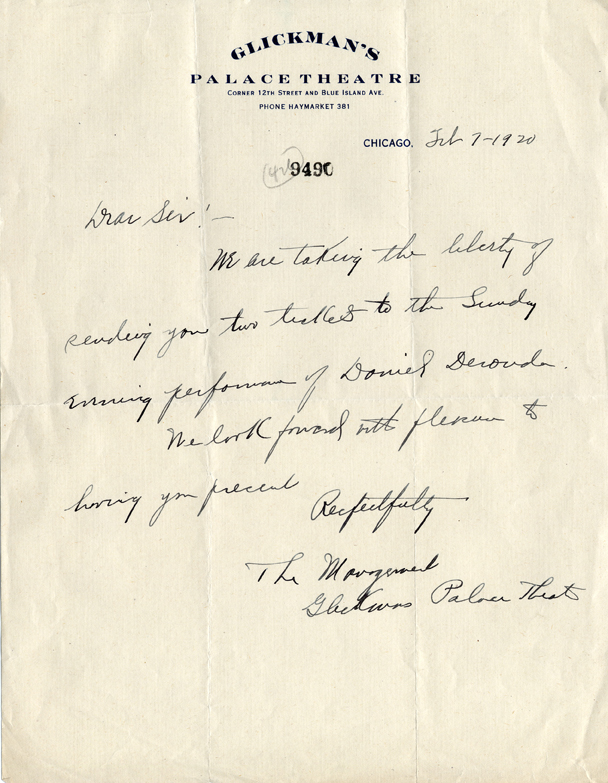 GLICKMAN'S
PALACE THEATRE
CORNER 12TH STREET AND BLUE ISLAND AVE.
PHONE HAYMARKET 381
CHICAGO, Feb 7-1920
9490
Dear Sir!—
We are taking the liberty of
sending you two tickets to the Sunday
evening performance of Daniel Deronda.
We look forward with pleasure to
having you present
Respectfully
The Management
Glickmans Palace Theat